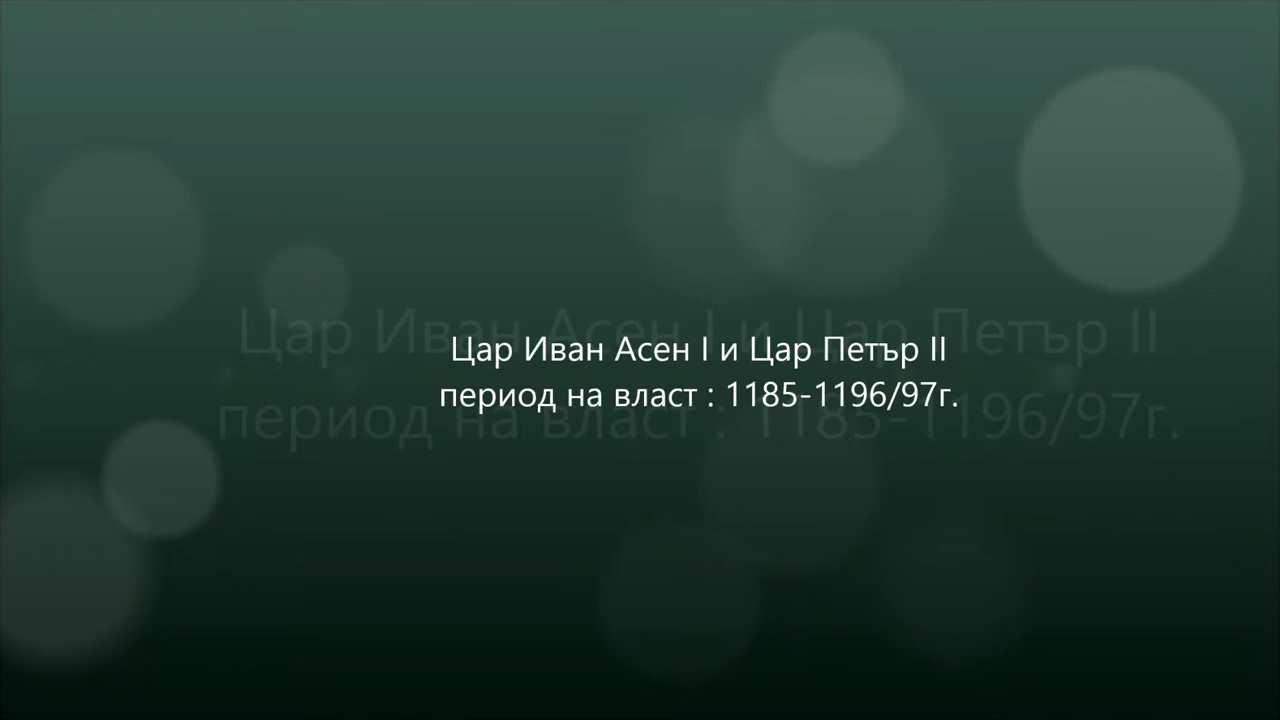 Цар Иван Асен I и Цар Петър II
период на власт : 1185-1196/97г.